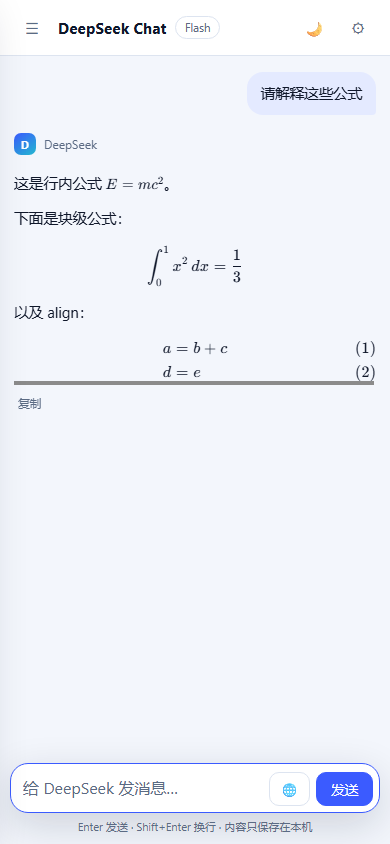 ☰ DeepSeek Chat Flash 🌙 ⚙
请解释这些公式
D DeepSeek
这是行内公式 E = mc²。
下面是块级公式：
∫₀¹ x² dx = 1/3
以及 align：
a = b + c (1)
d = e (2)
复制
给 DeepSeek 发消息... 🌐 发送
Enter 发送 · Shift+Enter 换行 · 内容只保存在本机